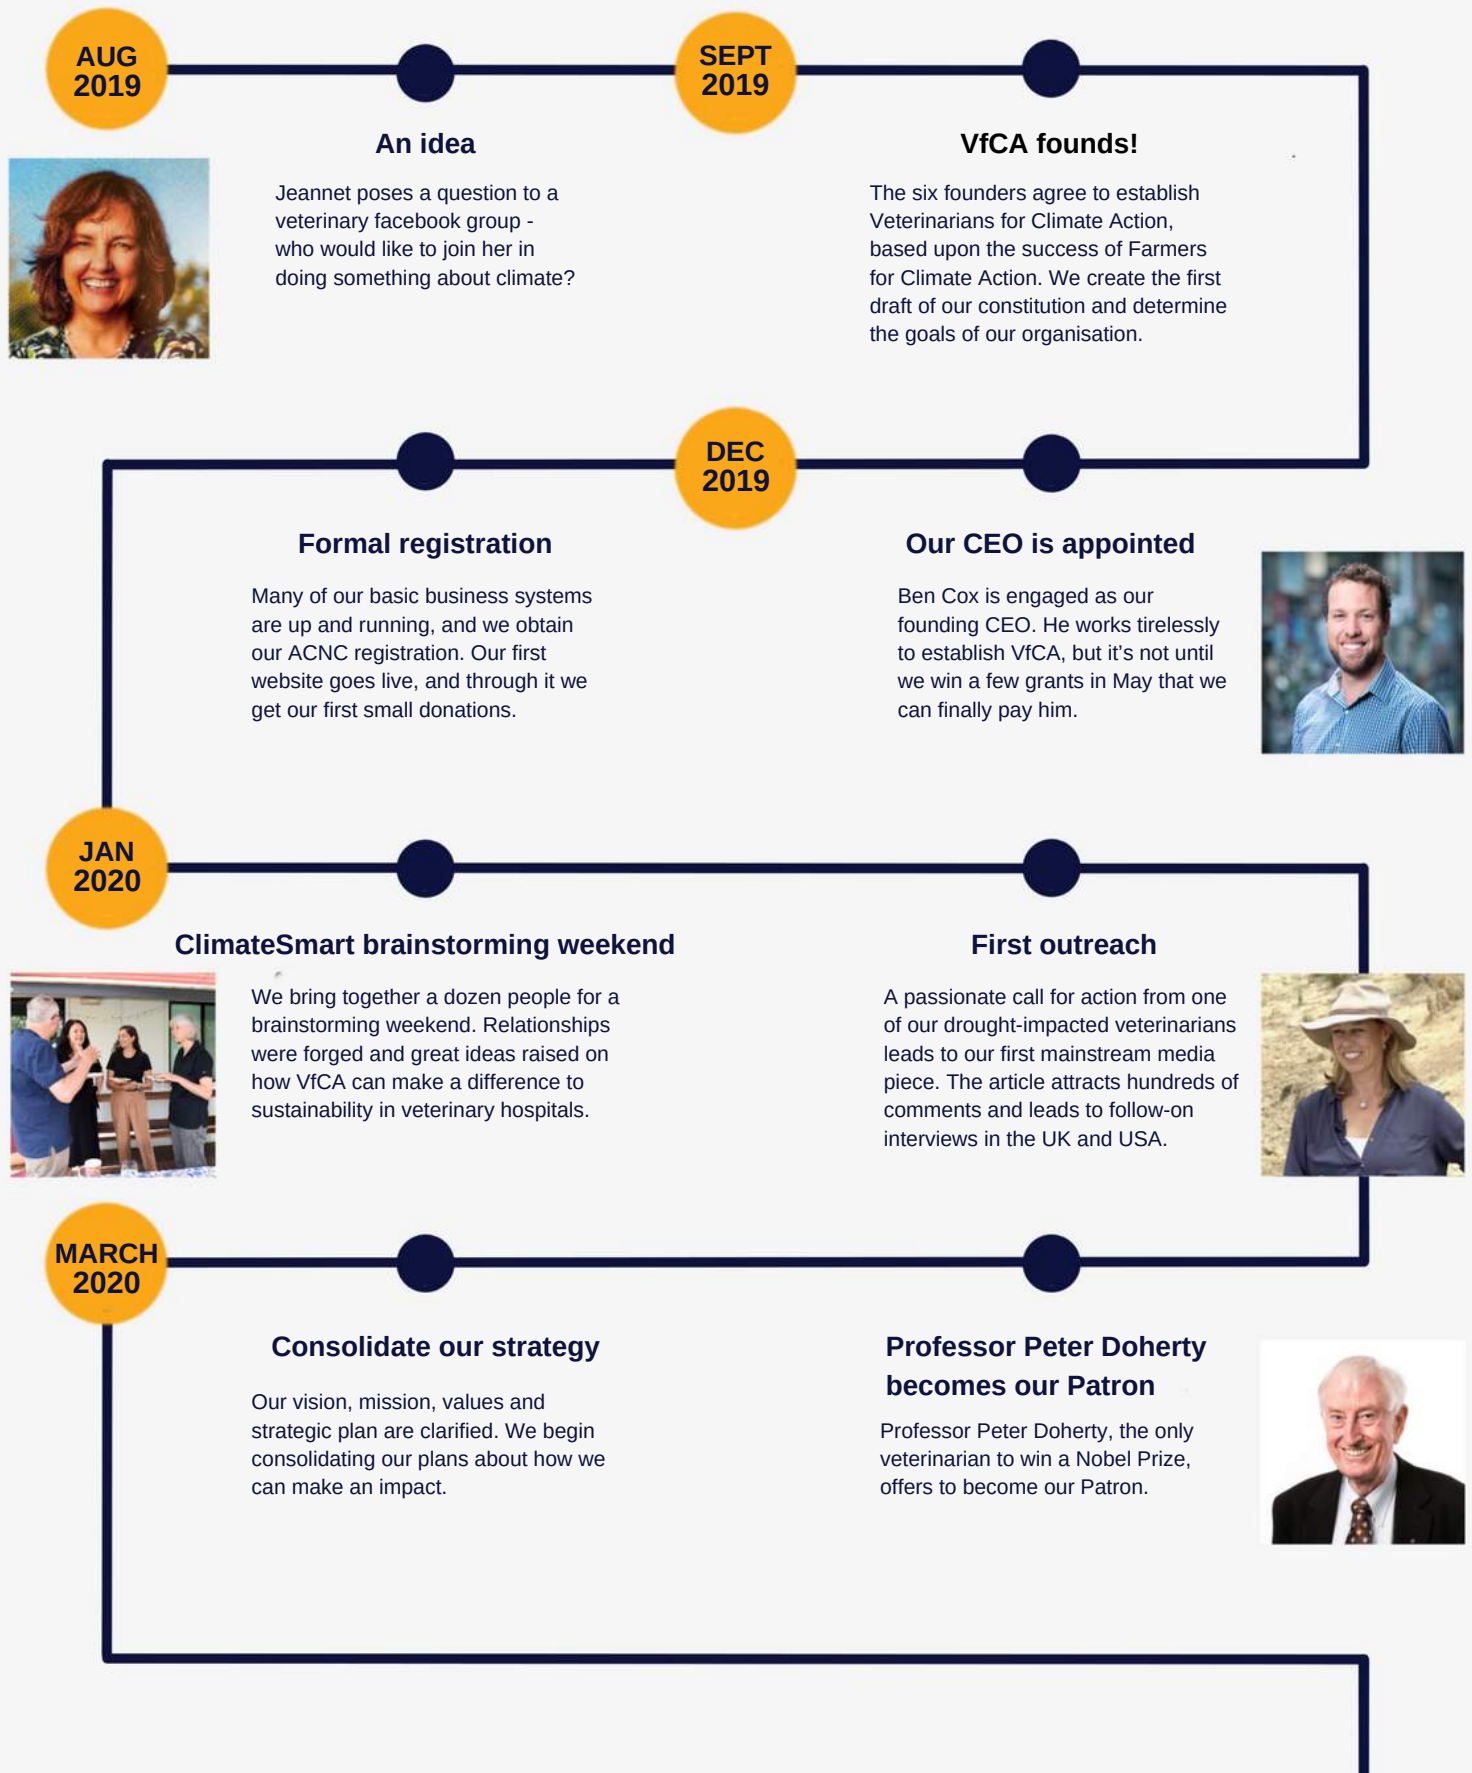 AUG
2019
An idea
Jeannet poses a question to a
veterinary facebook group -
who would like to join her in
doing something about climate?
SEPT
2019
VfCA founds!
The six founders agree to establish
Veterinarians for Climate Action,
based upon the success of Farmers
for Climate Action. We create the first
draft of our constitution and determine
the goals of our organisation.
DEC
2019
Formal registration
Many of our basic business systems
are up and running, and we obtain
our ACNC registration. Our first
website goes live, and through it we
get our first small donations.
Our CEO is appointed
Ben Cox is engaged as our
founding CEO. He works tirelessly
to establish VfCA, but it's not until
we win a few grants in May that we
can finally pay him.
JAN
2020
ClimateSmart brainstorming weekend
We bring together a dozen people for a
brainstorming weekend. Relationships
were forged and great ideas raised on
how VfCA can make a difference to
sustainability in veterinary hospitals.
First outreach
A passionate call for action from one
of our drought-impacted veterinarians
leads to our first mainstream media
piece. The article attracts hundreds of
comments and leads to follow-on
interviews in the UK and USA.
MARCH
2020
Consolidate our strategy
Our vision, mission, values and
strategic plan are clarified. We begin
consolidating our plans about how we
can make an impact.
Professor Peter Doherty
becomes our Patron
Professor Peter Doherty, the only
veterinarian to win a Nobel Prize,
offers to become our Patron.